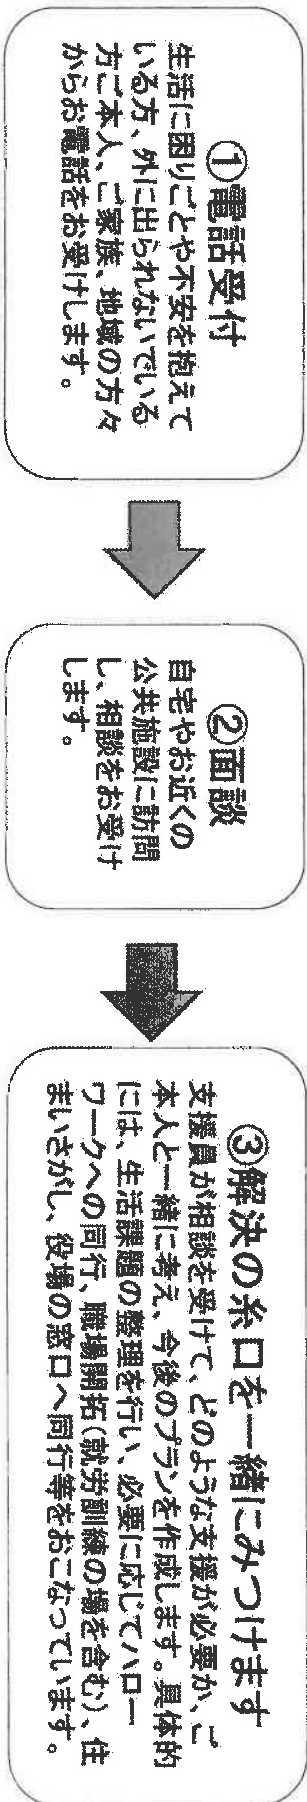 ①電話受付
生活に困りごとや不安を抱えて
いる方、外に出られないでいる
方ご本人、ご家族、地域の方々
からお電話をお受けします。
②面談
自宅やお近くの
公共施設に訪問
し、相談をお受け
します。
③解決の糸口を一緒にみつけます
支援員が相談を受けて、どのような支援が必要か、ご
本人と一緒に考え、今後のプランを作成します。具体的
には、生活課題の整理を行い、必要に応じてハロー
ワークへの同行、職場開拓(就労訓練の場を含む)、住
まいさがし、役場の窓口へ同行等をおこなっています。